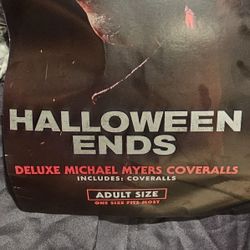 HALLOWEEN
ENDS
DELUXE MICHAEL MYERS COVERALLS
INCLUDES: COVERALLS
ADULT SIZE
ONE SIZE FITS MOST